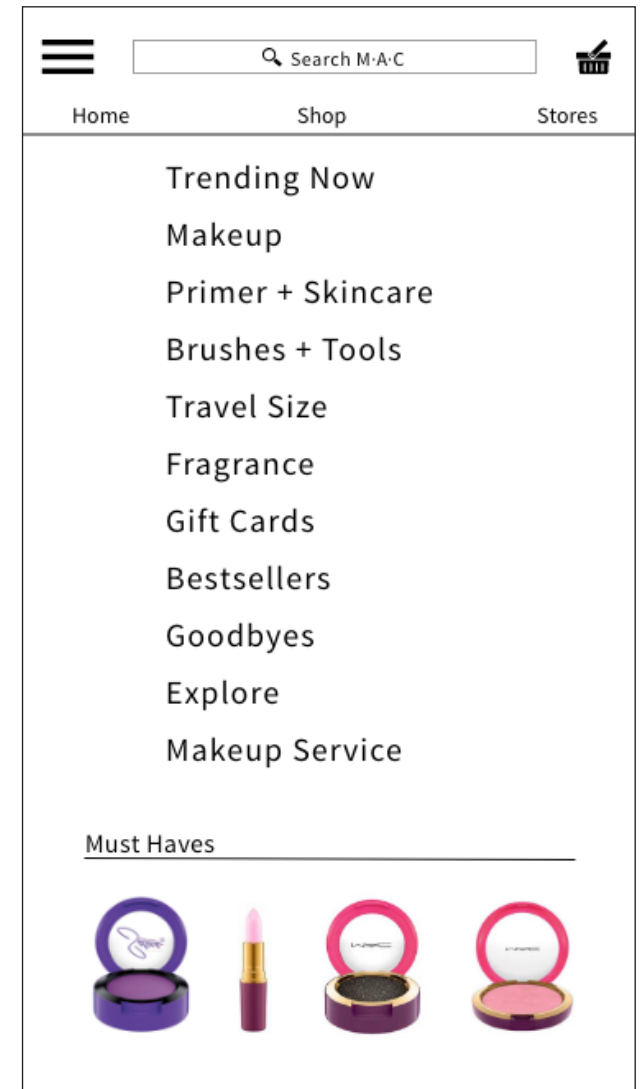 Search M·A·C
Home Shop Stores
Trending Now
Makeup
Primer + Skincare
Brushes + Tools
Travel Size
Fragrance
Gift Cards
Bestsellers
Goodbyes
Explore
Makeup Service
Must Haves